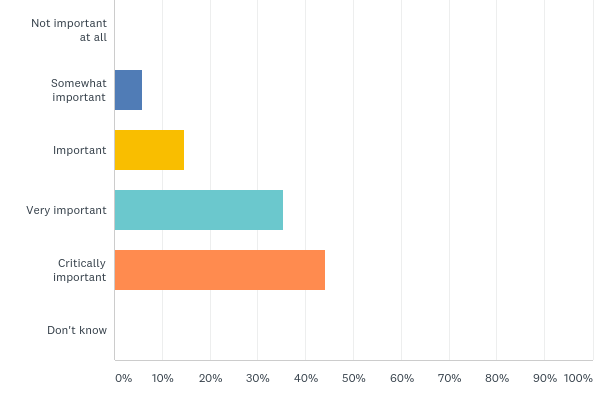 Not important
at all
Somewhat
important
Important
Very important
Critically
important
Don't know
0% 10% 20% 30% 40% 50% 60% 70% 80% 90% 100%